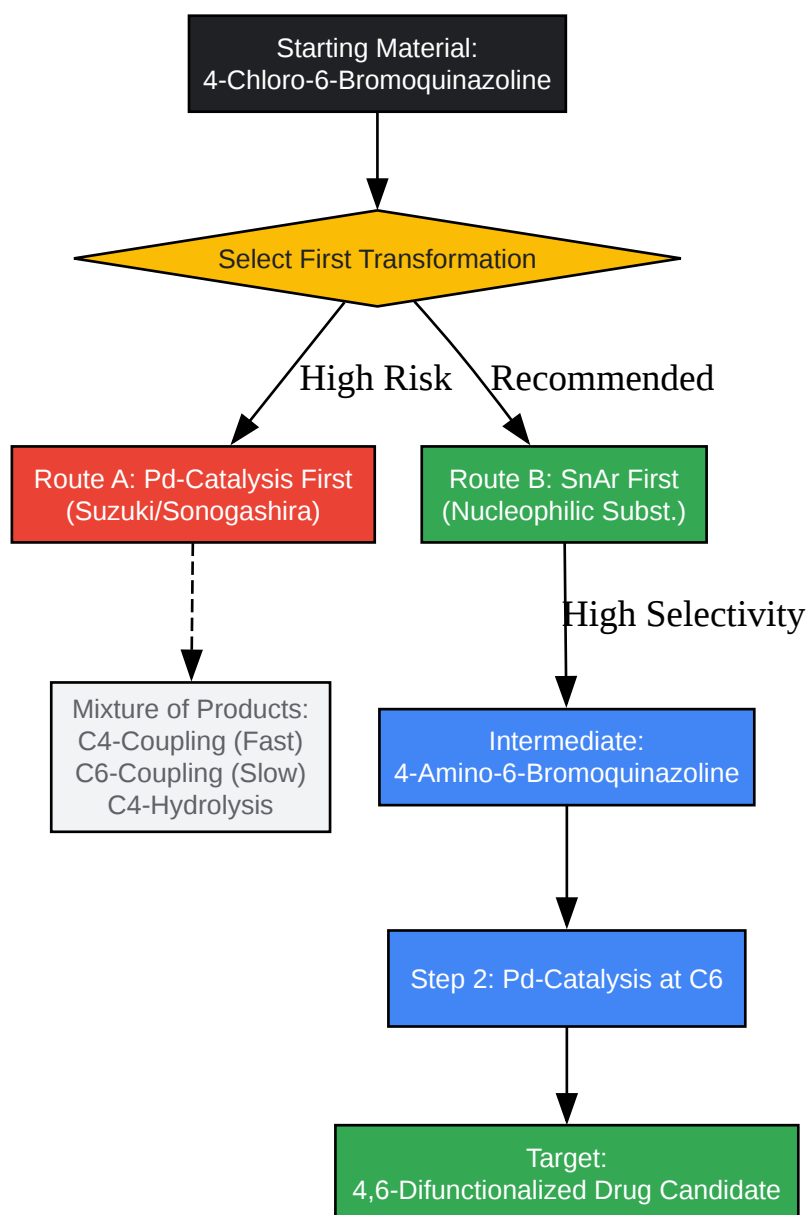 Starting Material:
4-Chloro-6-Bromoquinazoline
Select First Transformation
High Risk
Recommended
Route A: Pd-Catalysis First
(Suzuki/Sonogashira)
Route B: SnAr First
(Nucleophilic Subst.)
High Selectivity
Mixture of Products:
C4-Coupling (Fast)
C6-Coupling (Slow)
C4-Hydrolysis
Intermediate:
4-Amino-6-Bromoquinazoline
Step 2: Pd-Catalysis at C6
Target:
4,6-Difunctionalized Drug Candidate